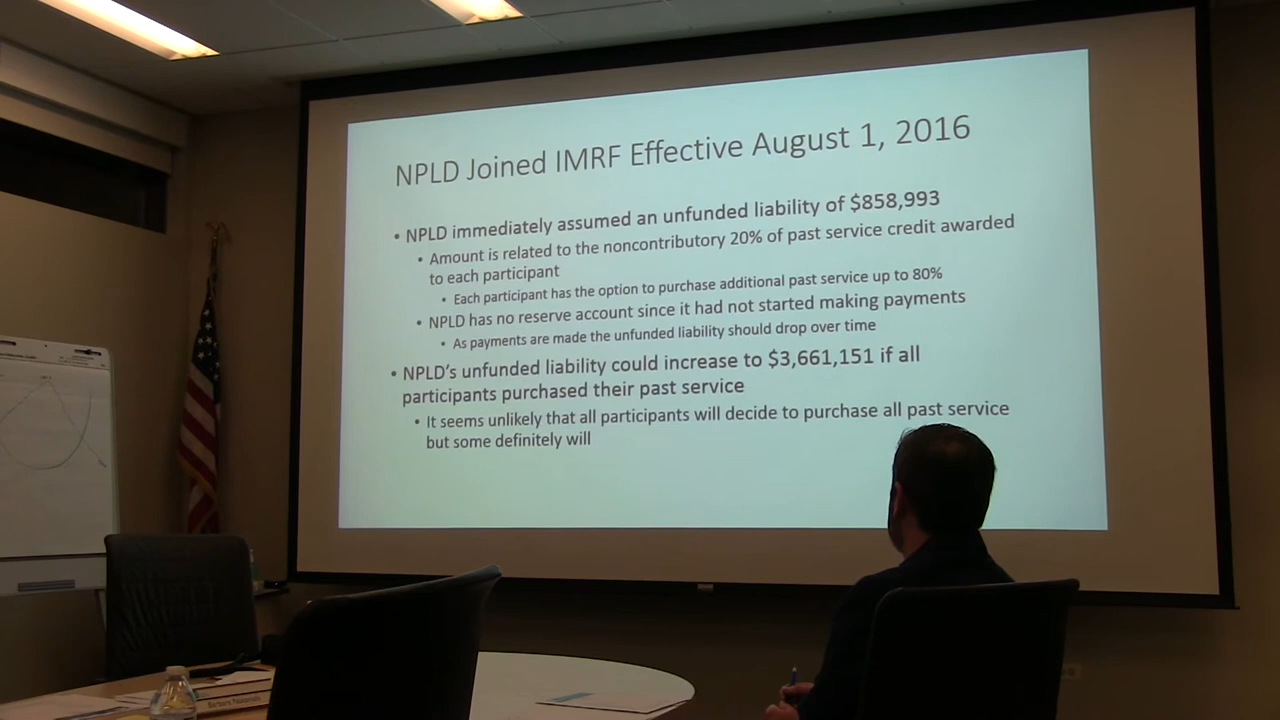 NPLD Joined IMRF Effective August 1, 2016
• NPLD immediately assumed an unfunded liability of $858,993
• Amount is related to the noncontributory 20% of past service credit awarded
to each participant
• Each participant has the option to purchase additional past service up to 80%
• NPLD has no reserve account since it had not started making payments
• As payments are made the unfunded liability should drop over time
• NPLD's unfunded liability could increase to $3,661,151 if all
participants purchased their past service
• It seems unlikely that all participants will decide to purchase all past service
but some definitely will
Barbara